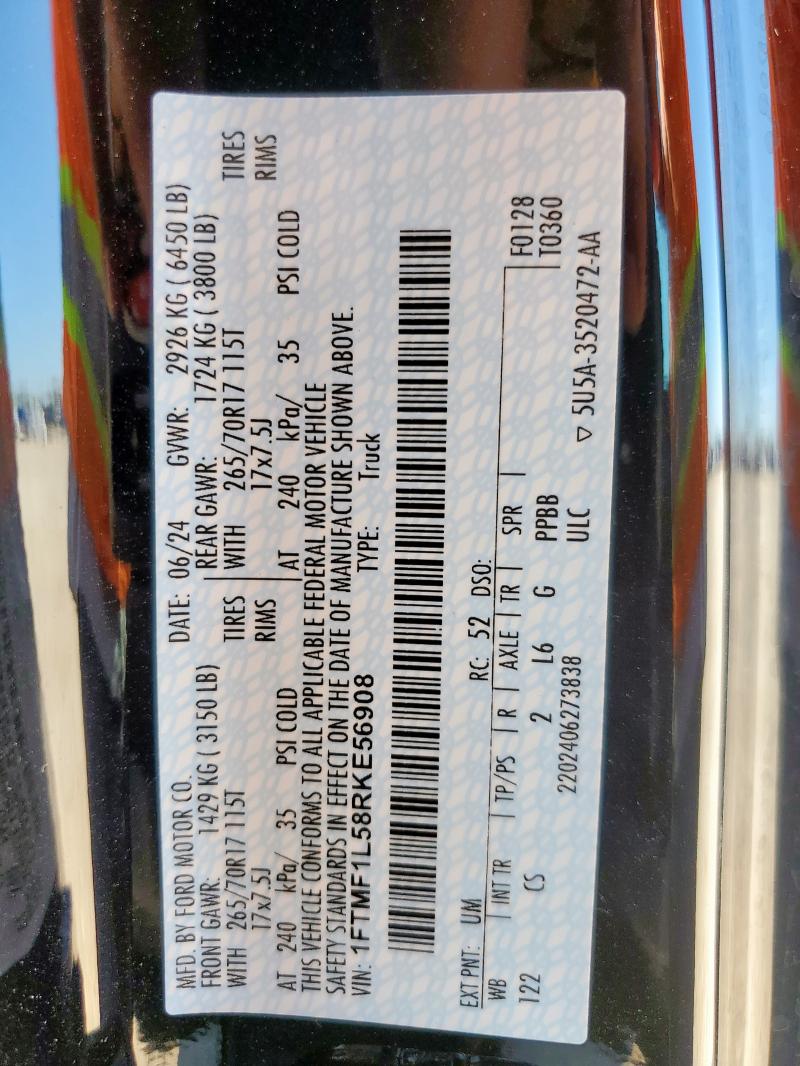 MFD. BY FORD MOTOR CO. DATE: 06/24 GVWR: 2926 KG ( 6450 LB)
FRONT GAWR: 1429 KG ( 3150 LB) REAR GAWR: 1724 KG ( 3800 LB)
WITH 265/70R17 115T TIRES WITH 265/70R17 115T TIRES
17x7.5J RIMS 17x7.5J RIMS
AT 240 kPa/ 35 PSI COLD AT 240 kPa/ 35 PSI COLD
THIS VEHICLE CONFORMS TO ALL APPLICABLE FEDERAL MOTOR VEHICLE
SAFETY STANDARDS IN EFFECT ON THE DATE OF MANUFACTURE SHOWN ABOVE.
VIN: 1FTMF1L58RKE56908 TYPE: Truck
EXT PNT: UM RC: 52 DSO:
WB INT TR TP/PS R AXLE TR SPR F0128
122 CS 2 L6 G PPBB T0360
ULC
2202406273838 ▽ 5U5A-3520472-AA